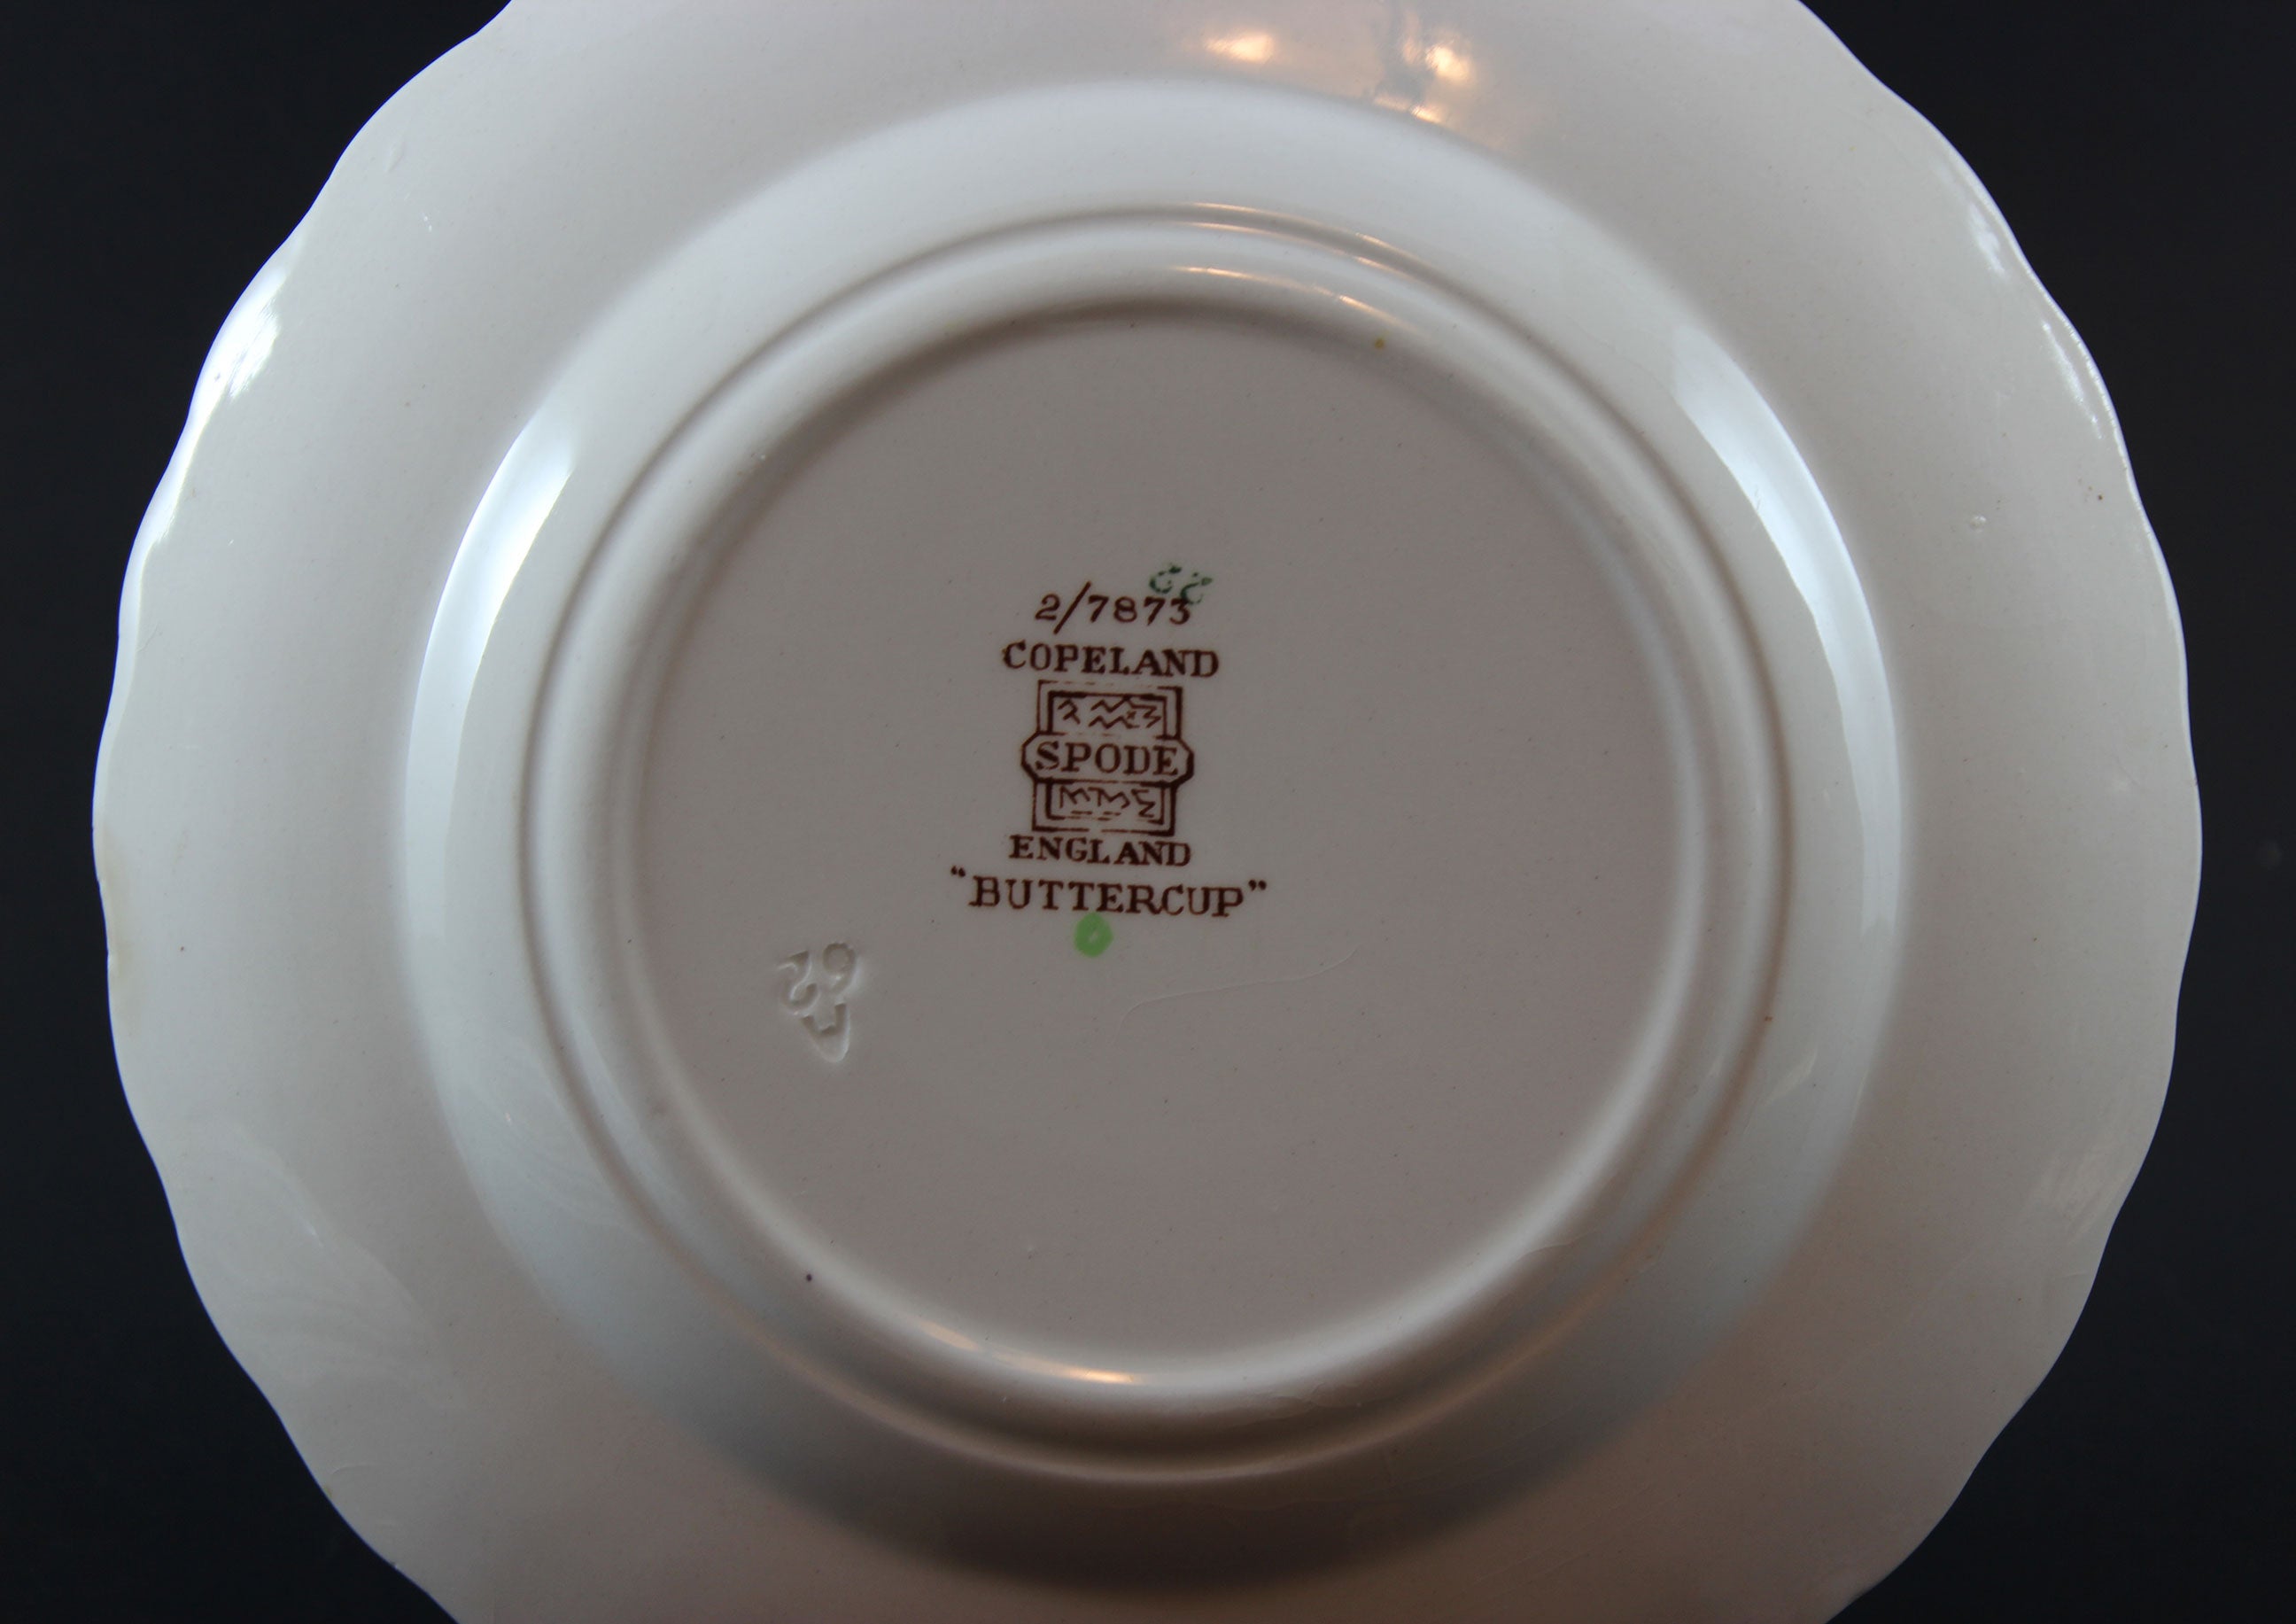 2/7873
COPELAND
SPODE
ENGLAND
"BUTTERCUP"